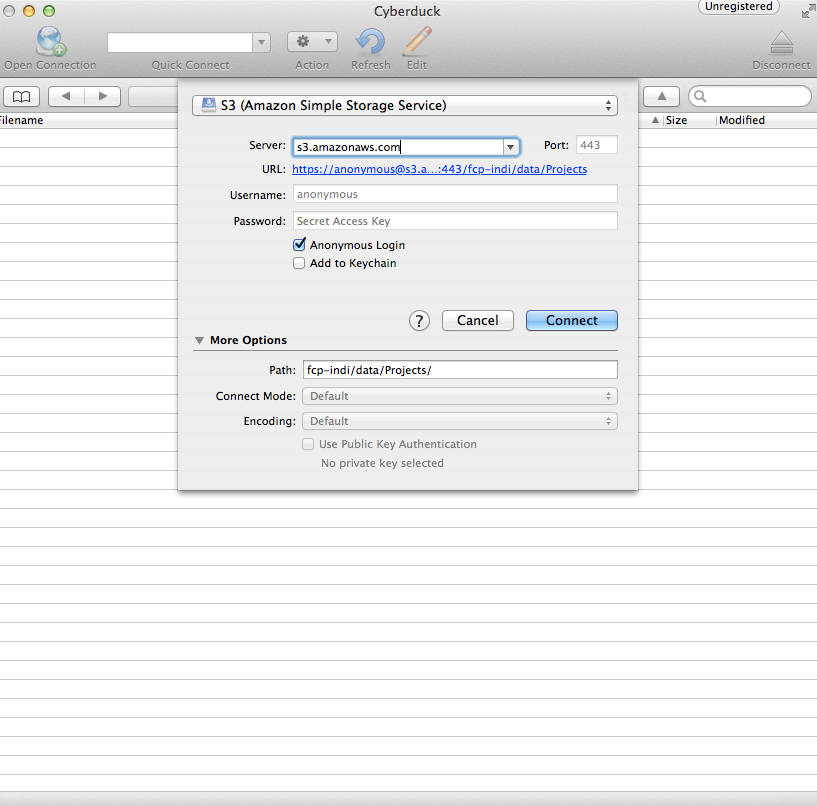 Cyberduck
Unregistered
Open Connection
Quick Connect
Action
Refresh
Edit
Disconnect
Filename
Size
Modified
S3 (Amazon Simple Storage Service)
Server: s3.amazonaws.com Port: 443
URL: https://anonymous@s3.a...:443/fcp-indi/data/Projects
Username: anonymous
Password: Secret Access Key
Anonymous Login
Add to Keychain
? Cancel Connect
More Options
Path: fcp-indi/data/Projects/
Connect Mode: Default
Encoding: Default
Use Public Key Authentication
No private key selected